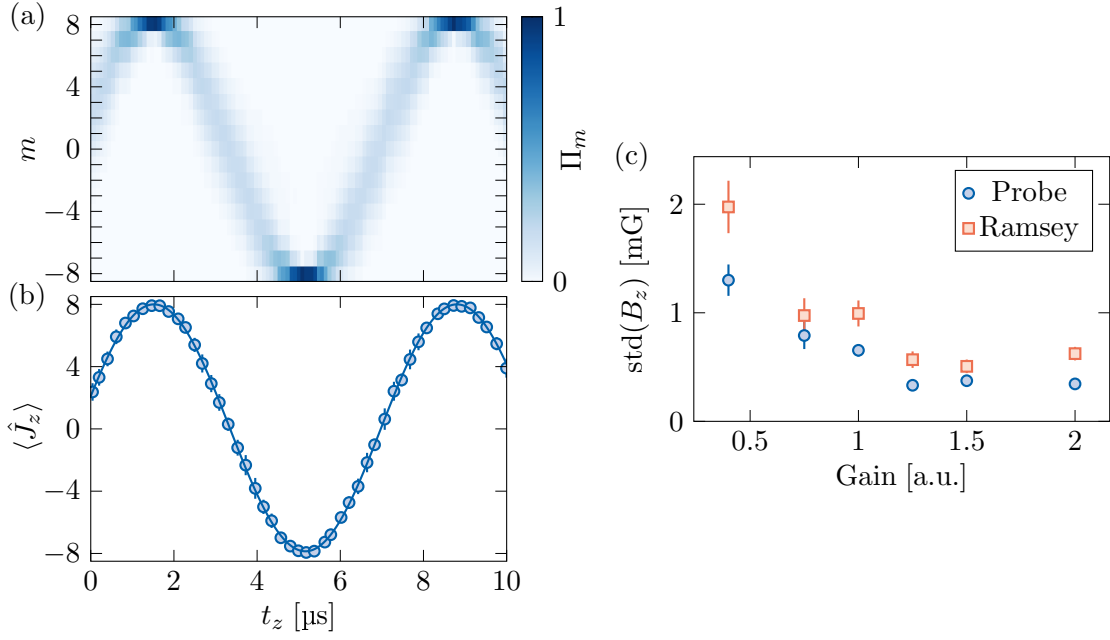 (a)
8
4
0
−4
−8
m
1
0
Π_m
(b)
8
4
0
−4
−8
⟨Ĵ_z⟩
0 2 4 6 8 10
t_z [µs]
(c)
Probe
Ramsey
2
1
0
std(B_z) [mG]
0.5 1 1.5 2
Gain [a.u.]